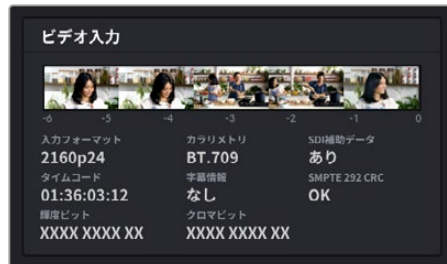 ビデオ入力
-6 -5 -4 -3 -2 -1 0
入力フォーマット カラリメトリ SDI補助データ
2160p24 BT.709 あり
タイムコード 字幕情報 SMPTE 292 CRC
01:36:03:12 なし OK
輝度ビット クロマビット
XXXX XXXX XX XXXX XXXX XX